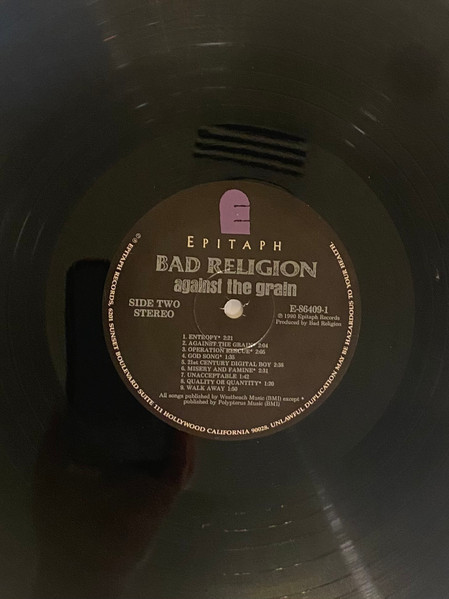 E
EPITAPH
BAD RELIGION
against the grain
SIDE TWO
STEREO
E-86409-1
℗ 1990 Epitaph Records
Produced by Bad Religion
1. ENTROPY* 2:21
2. AGAINST THE GRAIN* 2:04
3. OPERATION RESCUE* 2:05
4. GOD SONG* 1:35
5. 21st CENTURY DIGITAL BOY 2:36
6. MISERY AND FAMINE* 2:31
7. UNACCEPTABLE* 1:41
8. QUALITY OR QUANTITY* 1:30
9. WALK AWAY 1:50
All songs published by Westbeach Music (BMI) except *
published by Polypterus Music (BMI)
℗ © EPITAPH RECORDS, 6201 SUNSET BOULEVARD SUITE 111 HOLLYWOOD CALIFORNIA 90028. UNLAWFUL DUPLICATION MAY BE HAZARDOUS TO YOUR HEALTH.